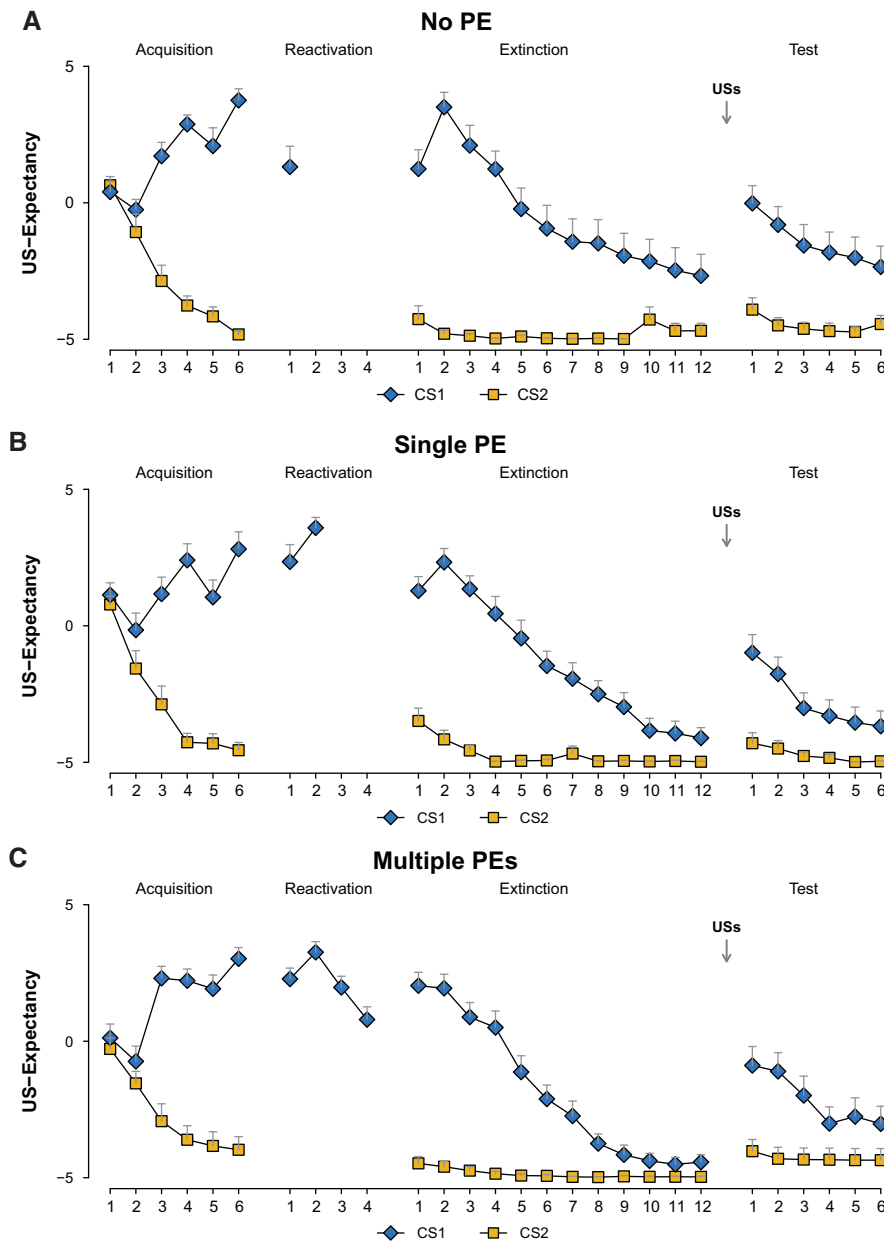 A
No PE
Acquisition Reactivation Extinction Test
US−Expectancy
5
0
−5
USs
1 2 3 4 5 6 1 2 3 4 1 2 3 4 5 6 7 8 9 10 11 12 1 2 3 4 5 6
CS1 CS2
B
Single PE
Acquisition Reactivation Extinction Test
US−Expectancy
5
0
−5
USs
1 2 3 4 5 6 1 2 3 4 1 2 3 4 5 6 7 8 9 10 11 12 1 2 3 4 5 6
CS1 CS2
C
Multiple PEs
Acquisition Reactivation Extinction Test
US−Expectancy
5
0
−5
USs
1 2 3 4 5 6 1 2 3 4 1 2 3 4 5 6 7 8 9 10 11 12 1 2 3 4 5 6
CS1 CS2